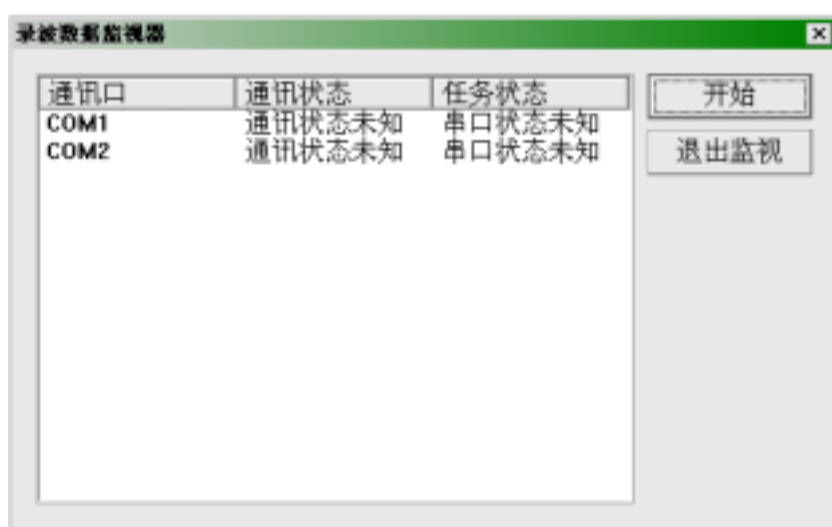 录波数据监视器
通讯口 通讯状态 任务状态 开始
COM1 通讯状态未知 串口状态未知
COM2 通讯状态未知 串口状态未知 退出监视